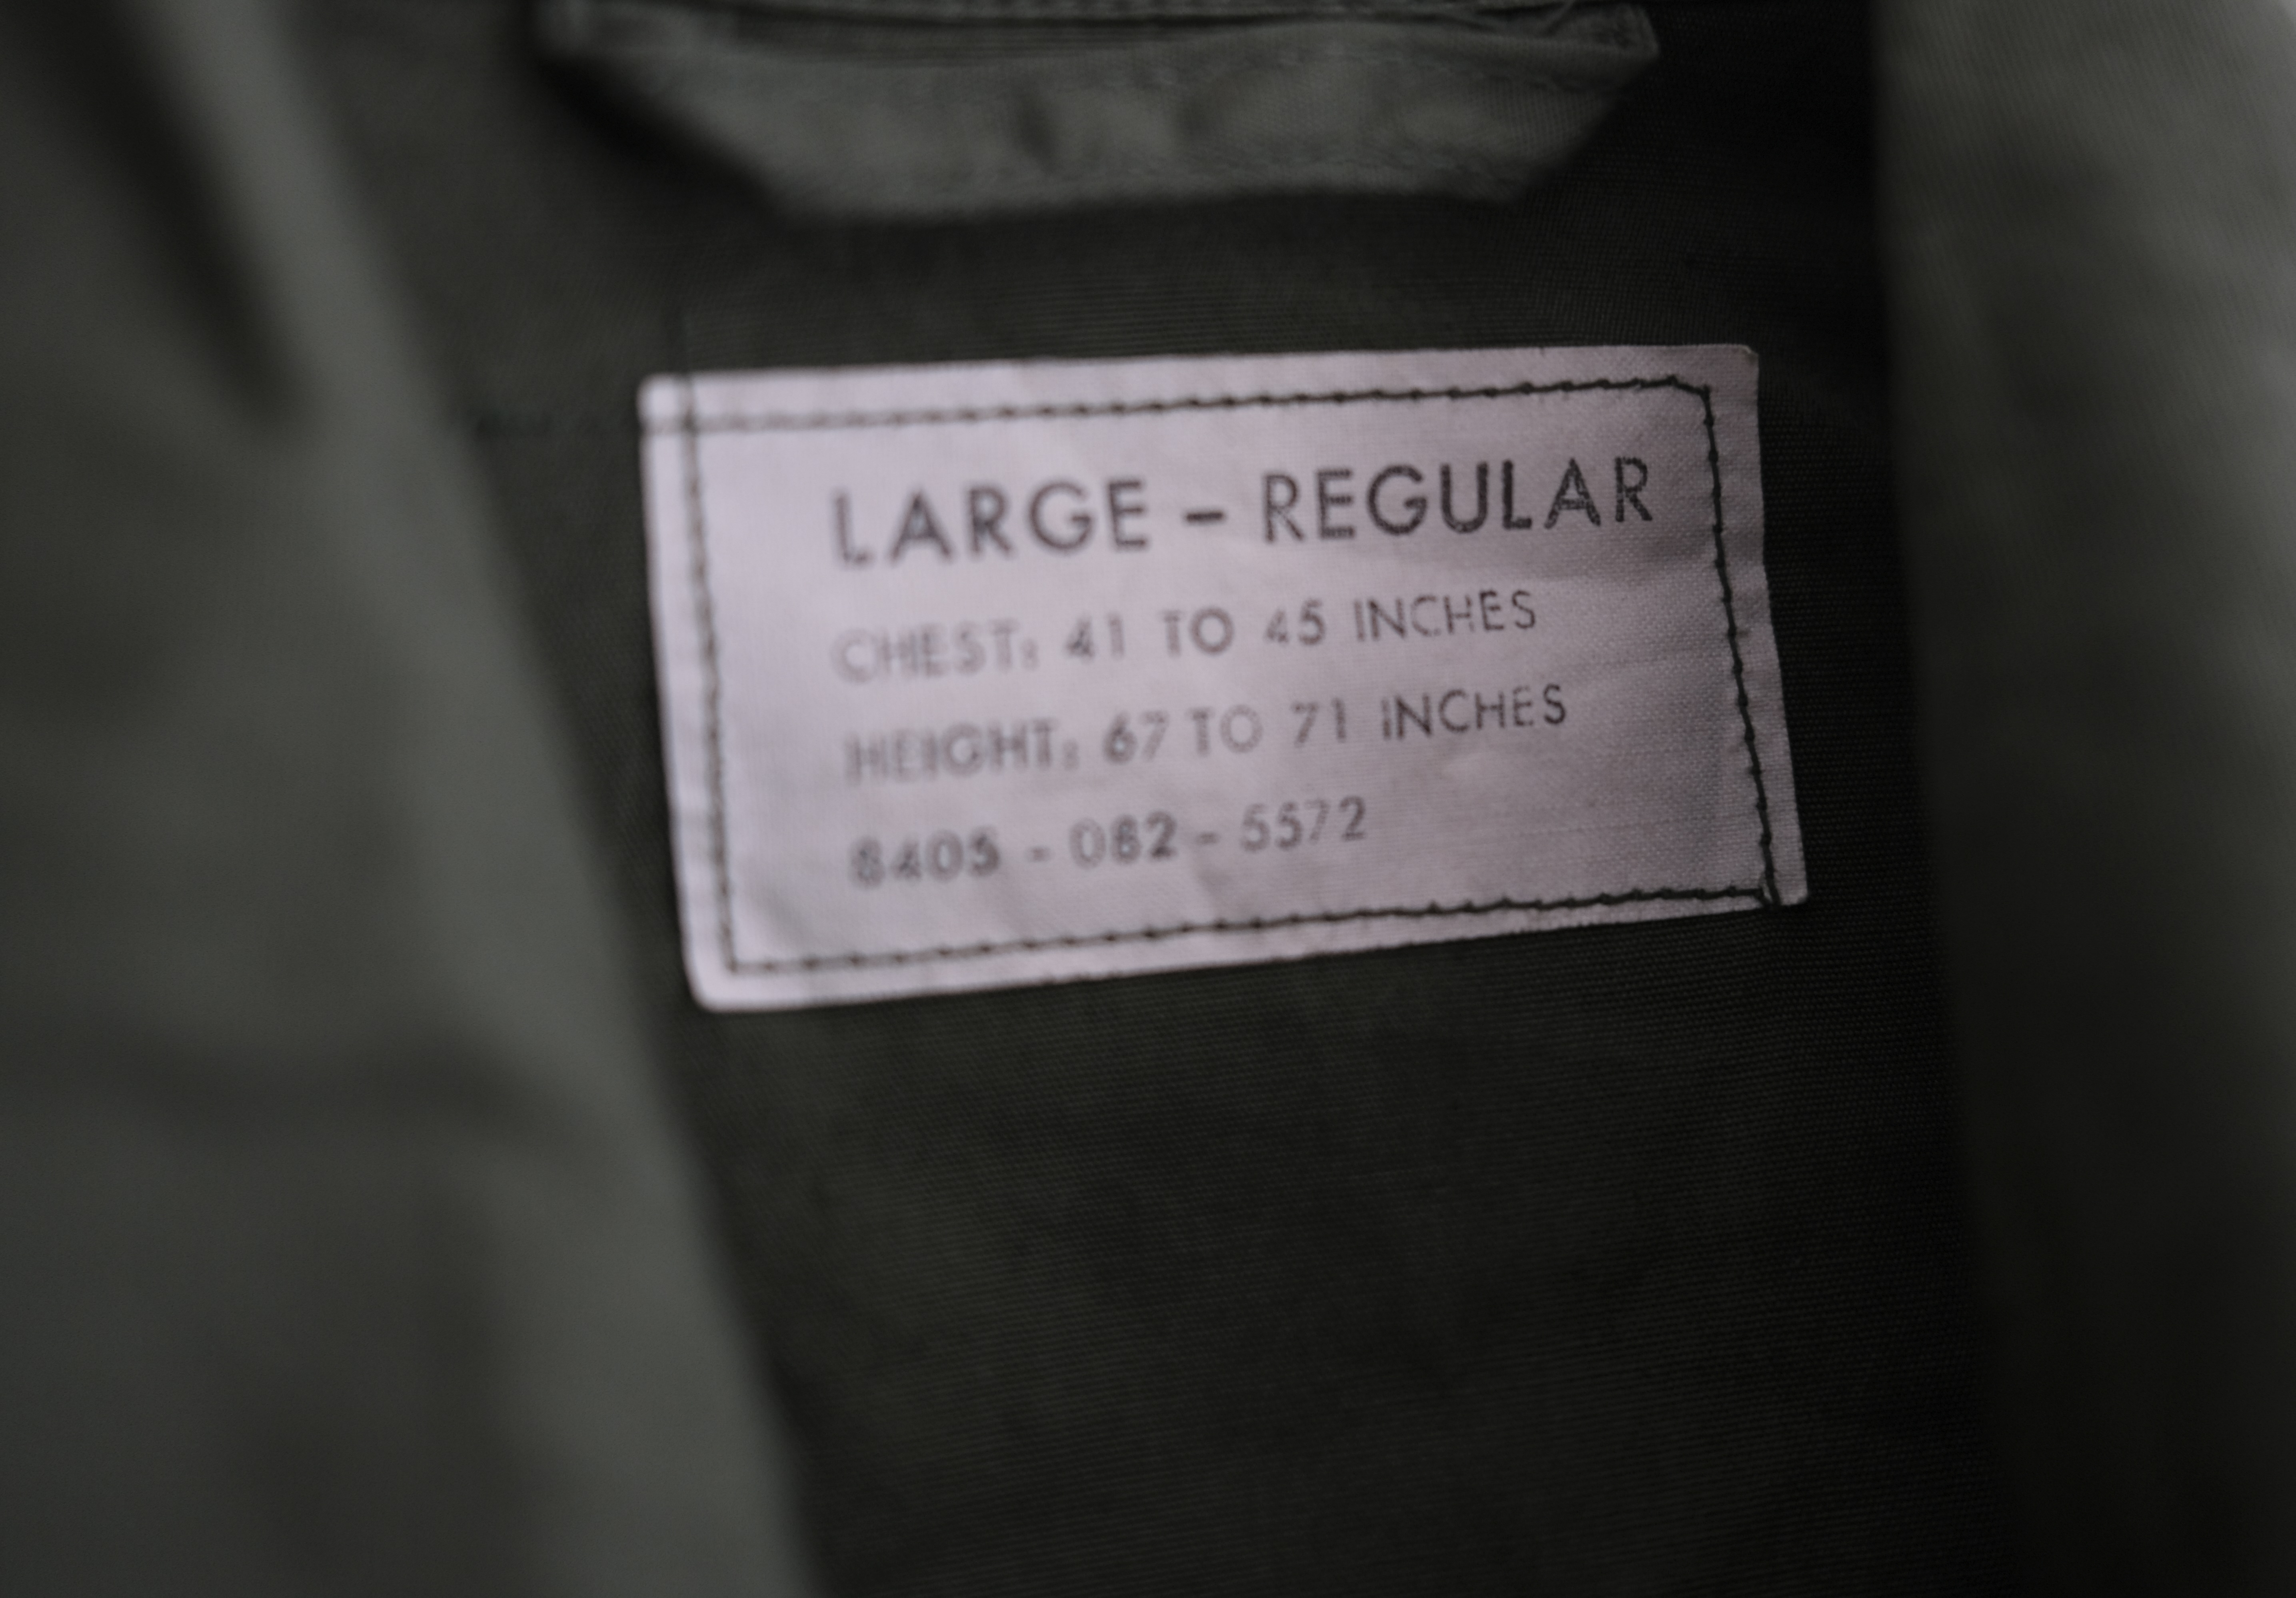 LARGE - REGULAR
CHEST: 41 TO 45 INCHES
HEIGHT: 67 TO 71 INCHES
8405 - 082 - 5572